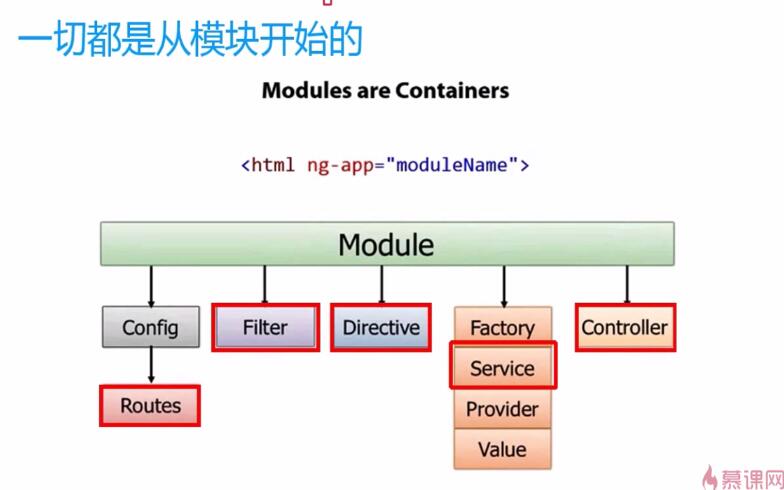 一切都是从模块开始的
Modules are Containers
<html ng-app="moduleName">
Module
Config
Filter
Directive
Factory
Controller
Service
Routes
Provider
Value
慕课网